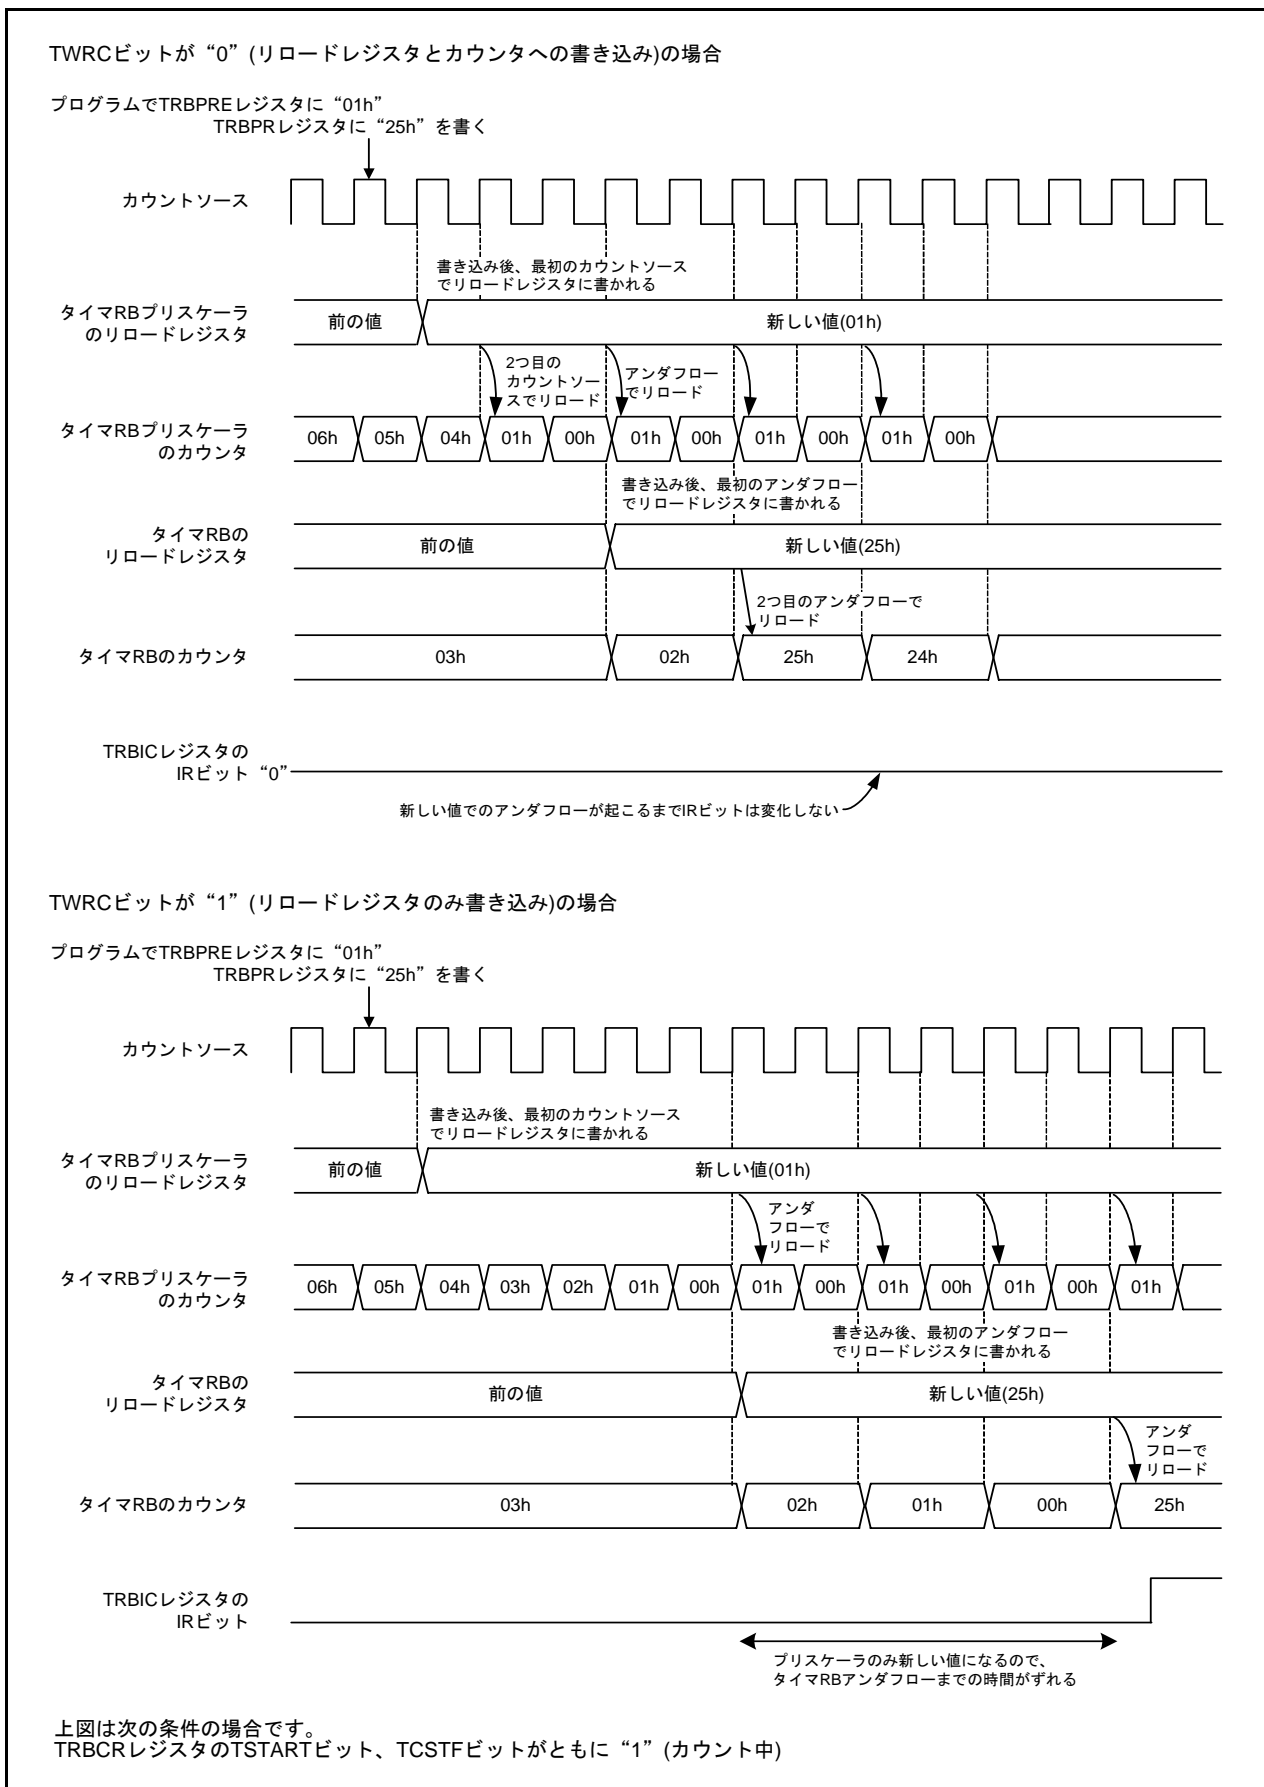 TWRCビットが“0”(リロードレジスタとカウンタへの書き込み)の場合
プログラムでTRBPREレジスタに“01h”
TRBPRレジスタに“25h”を書く
カウントソース
書き込み後、最初のカウントソース
でリロードレジスタに書かれる
タイマRBプリスケーラ
のリロードレジスタ
前の値
新しい値(01h)
2つ目の
カウントソー
スでリロード
アンダフロー
でリロード
タイマRBプリスケーラ
のカウンタ
06h 05h 04h 01h 00h 01h 00h 01h 00h 01h 00h
書き込み後、最初のアンダフロー
でリロードレジスタに書かれる
タイマRBの
リロードレジスタ
前の値
新しい値(25h)
2つ目のアンダフローで
リロード
タイマRBのカウンタ
03h 02h 25h 24h
TRBICレジスタの
IRビット “0”
新しい値でのアンダフローが起こるまでIRビットは変化しない
TWRCビットが“1”(リロードレジスタのみ書き込み)の場合
プログラムでTRBPREレジスタに“01h”
TRBPRレジスタに“25h”を書く
カウントソース
書き込み後、最初のカウントソース
でリロードレジスタに書かれる
タイマRBプリスケーラ
のリロードレジスタ
前の値
新しい値(01h)
アンダ
フローで
リロード
タイマRBプリスケーラ
のカウンタ
06h 05h 04h 03h 02h 01h 00h 01h 00h 01h 00h 01h 00h 01h
書き込み後、最初のアンダフロー
でリロードレジスタに書かれる
タイマRBの
リロードレジスタ
前の値
新しい値(25h)
アンダ
フローで
リロード
タイマRBのカウンタ
03h 02h 01h 00h 25h
TRBICレジスタの
IRビット
プリスケーラのみ新しい値になるので、
タイマRBアンダフローまでの時間がずれる
上図は次の条件の場合です。
TRBCRレジスタのTSTARTビット、TCSTFビットがともに“1”(カウント中)